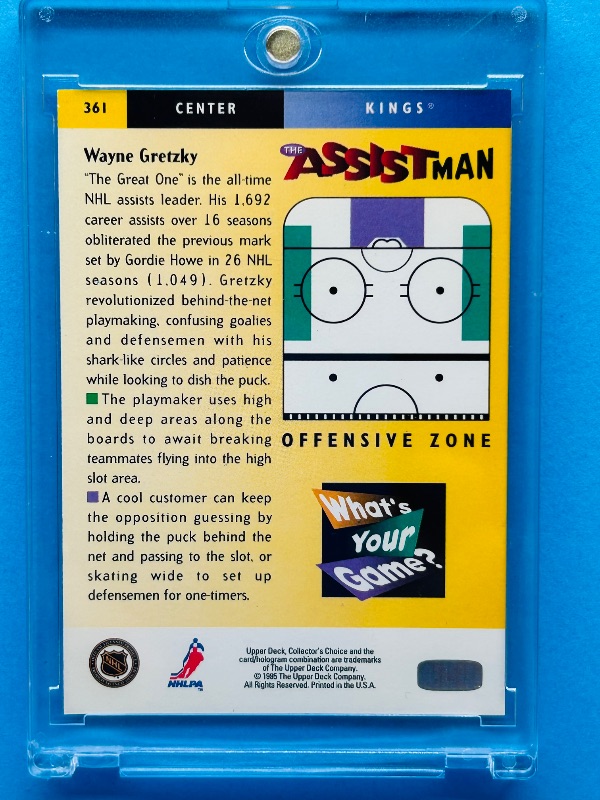 361 CENTER KINGS®
Wayne Gretzky
"The Great One" is the all-time
NHL assists leader. His 1,692
career assists over 16 seasons
obliterated the previous mark
set by Gordie Howe in 26 NHL
seasons (1,049). Gretzky
revolutionized behind-the-net
playmaking, confusing goalies
and defensemen with his
shark-like circles and patience
while looking to dish the puck.
The playmaker uses high
and deep areas along the
boards to await breaking
teammates flying into the high
slot area.
A cool customer can keep
the opposition guessing by
holding the puck behind the
net and passing to the slot, or
skating wide to set up
defensemen for one-timers.
THE ASSIST MAN
OFFENSIVE ZONE
What's
Your
Game?
NHL
NHLPA™
Upper Deck, Collector's Choice and the
card/hologram combination are trademarks
of The Upper Deck Company.
© 1995 The Upper Deck Company.
All Rights Reserved. Printed in the U.S.A.